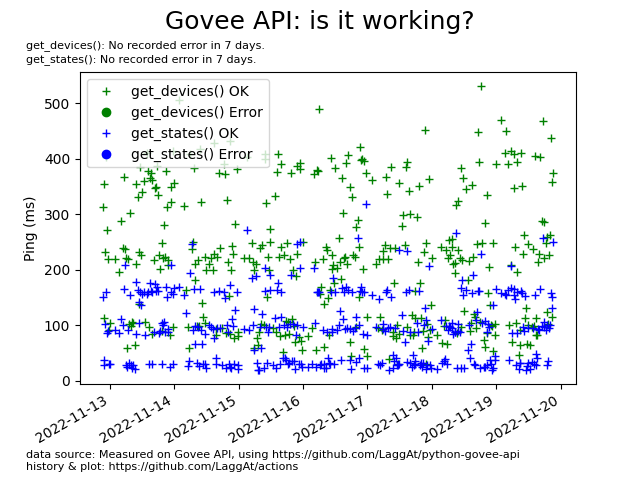 Govee API: is it working?
get_devices(): No recorded error in 7 days.
get_states(): No recorded error in 7 days.
get_devices() OK
get_devices() Error
get_states() OK
get_states() Error
500
400
300
200
100
0
Ping (ms)
2022-11-13
2022-11-14
2022-11-15
2022-11-16
2022-11-17
2022-11-18
2022-11-19
2022-11-20
data source: Measured on Govee API, using https://github.com/LaggAt/python-govee-api
history & plot: https://github.com/LaggAt/actions